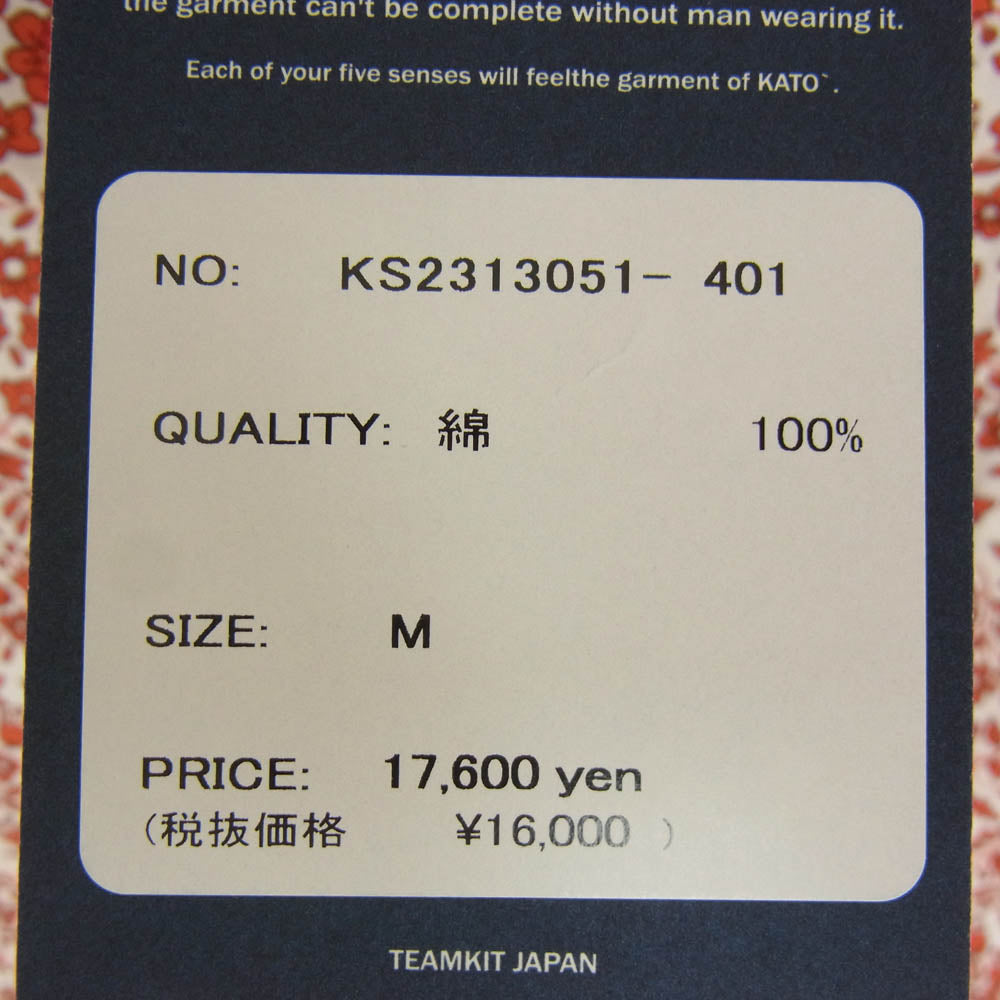 the garment can't be complete without man wearing it.
Each of your five senses will feelthe garment of KATO`.
NO: KS2313051- 401
QUALITY: 綿 100%
SIZE: M
PRICE: 17,600 yen
(税抜価格 ¥16,000 )
TEAMKIT JAPAN